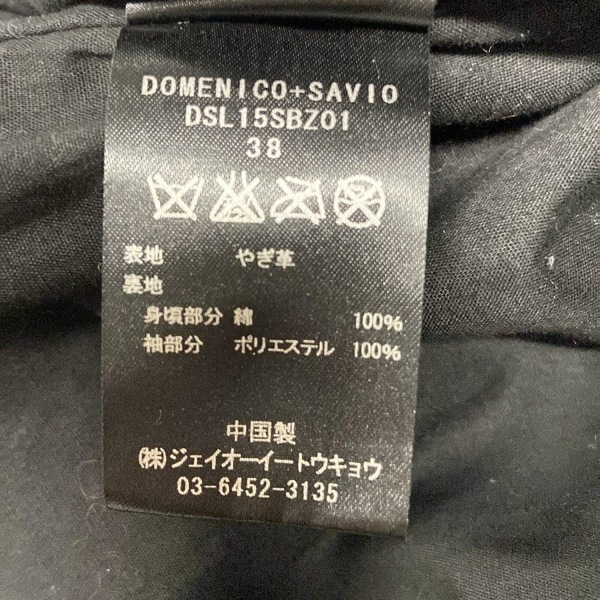 DOMENICO+SAVIO
DSL15SBZ01
38
表地 やぎ革
裏地
身頃部分 綿 100%
袖部分 ポリエステル 100%
中国製
㈱ジェイオーイートウキョウ
03-6452-3135